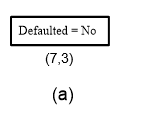 Defaulted = No
(7,3)
(a)